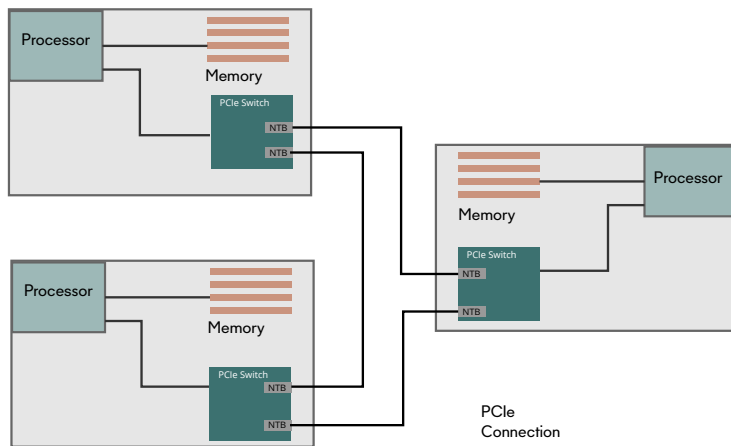 Processor
Memory
PCIe Switch
NTB
NTB
Processor
Memory
PCIe Switch
NTB
NTB
Processor
Memory
PCIe Switch
NTB
NTB
PCIe
Connection